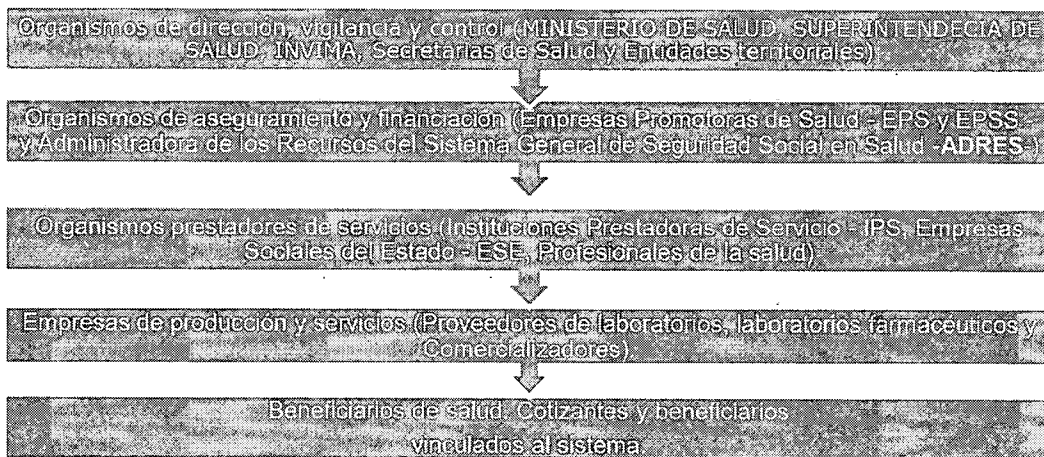 Organismos de dirección, vigilancia y control (MINISTERIO DE SALUD, SUPERINTENDECIA DE
SALUD, INVIMA, Secretarías de Salud y Entidades territoriales)
Organismos de aseguramiento y financiación (Empresas Promotoras de Salud - EPS y EPSS
y Administradora de los Recursos del Sistema General de Seguridad Social en Salud -ADRES-)
Organismos prestadores de servicios (Instituciones Prestadoras de Servicio - IPS, Empresas
Sociales del Estado - ESE, Profesionales de la salud)
Empresas de producción y servicios (Proveedores de laboratorios, laboratorios farmacéuticos y
Comercializadores).
Beneficiarios de salud. Cotizantes y beneficiarios
vinculados al sistema.